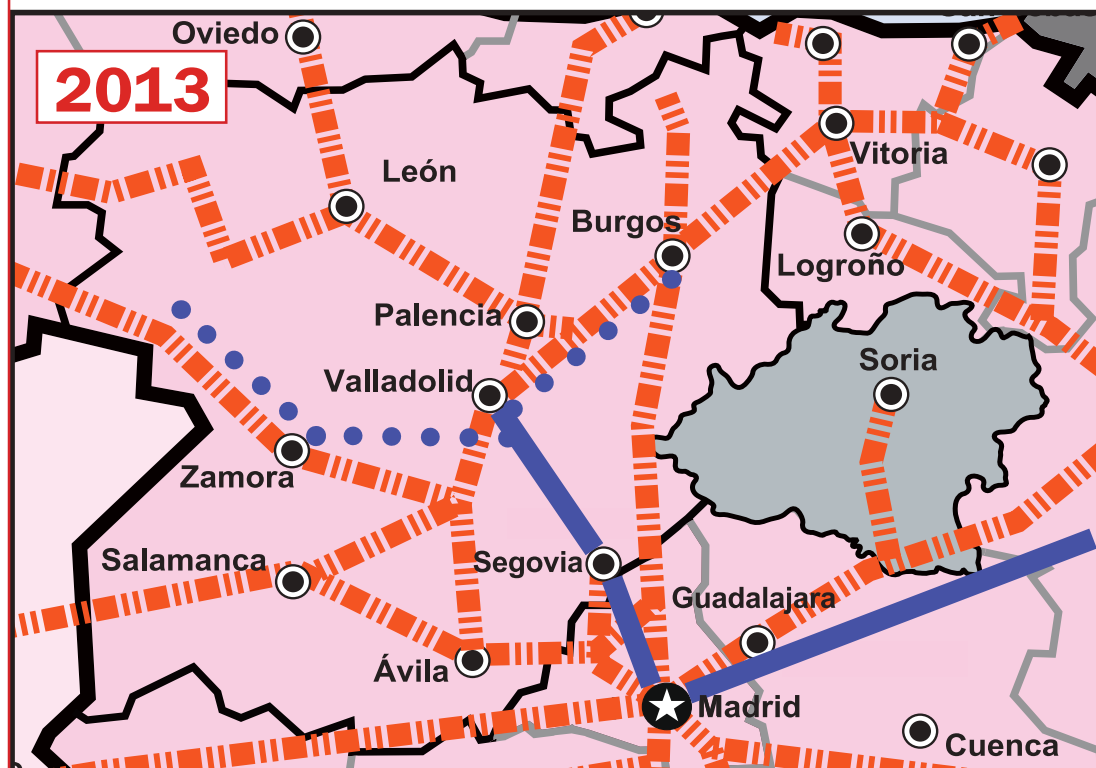 Oviedo
2013
León
Vitoria
Burgos
Logroño
Palencia
Soria
Valladolid
Zamora
Salamanca
Segovia
Guadalajara
Ávila
Madrid
Cuenca